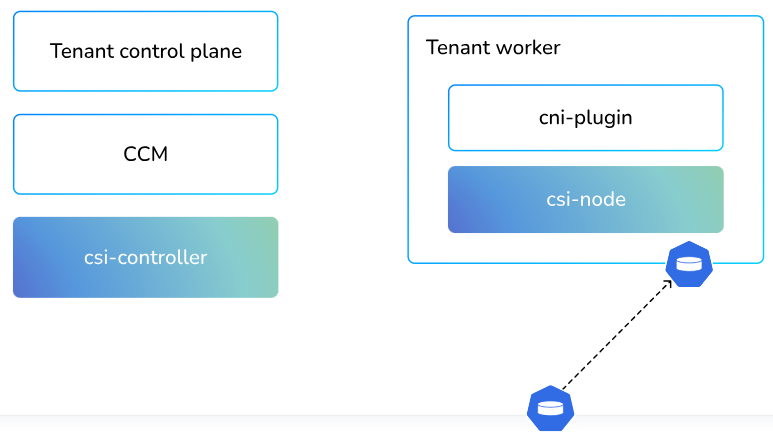 Tenant control plane
CCM
csi-controller
Tenant worker
cni-plugin
csi-node